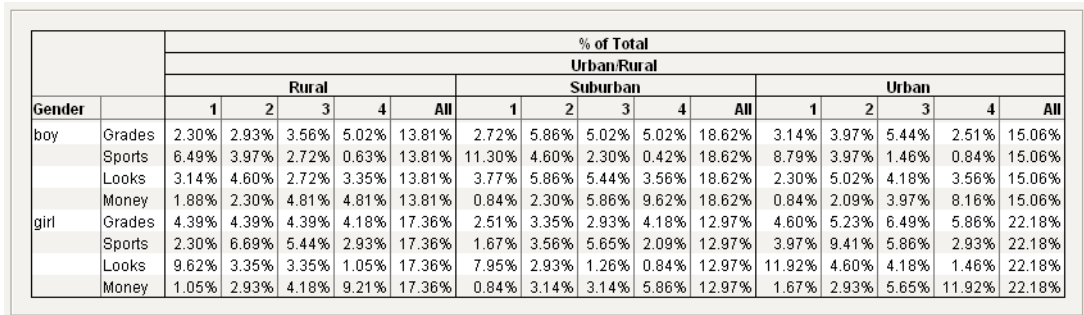 % of Total
Urban/Rural
Rural Suburban Urban
Gender 1 2 3 4 All 1 2 3 4 All 1 2 3 4 All
boy Grades 2.30% 2.93% 3.56% 5.02% 13.81% 2.72% 5.86% 5.02% 5.02% 18.62% 3.14% 3.97% 5.44% 2.51% 15.06%
Sports 6.49% 3.97% 2.72% 0.63% 13.81% 11.30% 4.60% 2.30% 0.42% 18.62% 8.79% 3.97% 1.46% 0.84% 15.06%
Looks 3.14% 4.60% 2.72% 3.35% 13.81% 3.77% 5.86% 5.44% 3.56% 18.62% 2.30% 5.02% 4.18% 3.56% 15.06%
Money 1.88% 2.30% 4.81% 4.81% 13.81% 0.84% 2.30% 5.86% 9.62% 18.62% 0.84% 2.09% 3.97% 8.16% 15.06%
girl Grades 4.39% 4.39% 4.39% 4.18% 17.36% 2.51% 3.35% 2.93% 4.18% 12.97% 4.60% 5.23% 6.49% 5.86% 22.18%
Sports 2.30% 6.69% 5.44% 2.93% 17.36% 1.67% 3.56% 5.65% 2.09% 12.97% 3.97% 9.41% 5.86% 2.93% 22.18%
Looks 9.62% 3.35% 3.35% 1.05% 17.36% 7.95% 2.93% 1.26% 0.84% 12.97% 11.92% 4.60% 4.18% 1.46% 22.18%
Money 1.05% 2.93% 4.18% 9.21% 17.36% 0.84% 3.14% 3.14% 5.86% 12.97% 1.67% 2.93% 5.65% 11.92% 22.18%